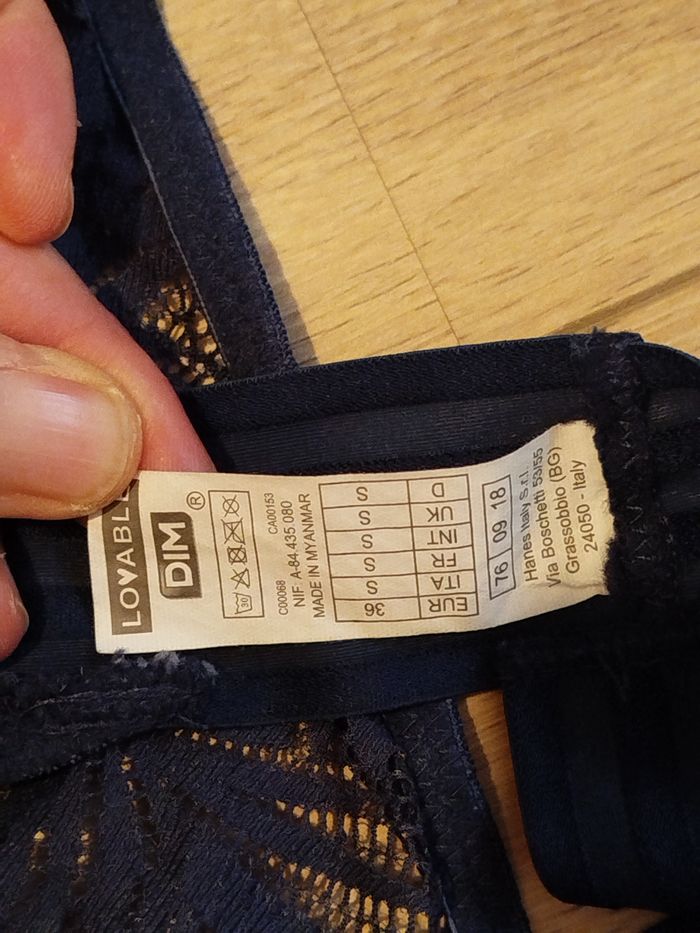 LOVABLE
DIM ®
30
C00068 CA00153
NIF: A-84.435.080
MADE IN MYANMAR
EUR ITA FR INT UK D
36 S S S S S
76 09 18
Hanes Italy S.r.l.
Via Boschetti 53/55
Grassobbio (BG)
24050 - Italy